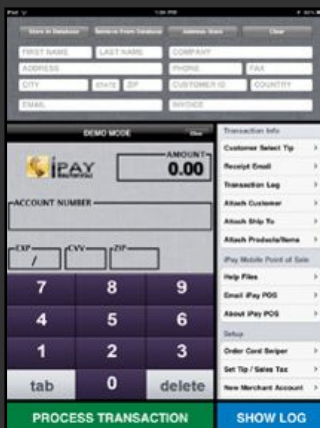 iPad
1:06 PM
Store in Database
Retrieve From Database
Address Book
Clear
FIRST NAME
LAST NAME
COMPANY
ADDRESS
PHONE
FAX
CITY
STATE
ZIP
CUSTOMER ID
COUNTRY
EMAIL
INVOICE
DEMO MODE
iPAY
AMOUNT
0.00
ACCOUNT NUMBER
EXP
/
CVV
ZIP
7 8 9
4 5 6
1 2 3
tab 0 delete
PROCESS TRANSACTION
Transaction Info
Customer Select Tip
Receipt Email
Transaction Log
Attach Customer
Attach Ship To
Attach Products/Items
iPay Mobile Point of Sale
Help Files
Email iPay POS
About iPay POS
Setup
Order Card Swiper
Set Tip / Sales Tax
New Merchant Account
SHOW LOG